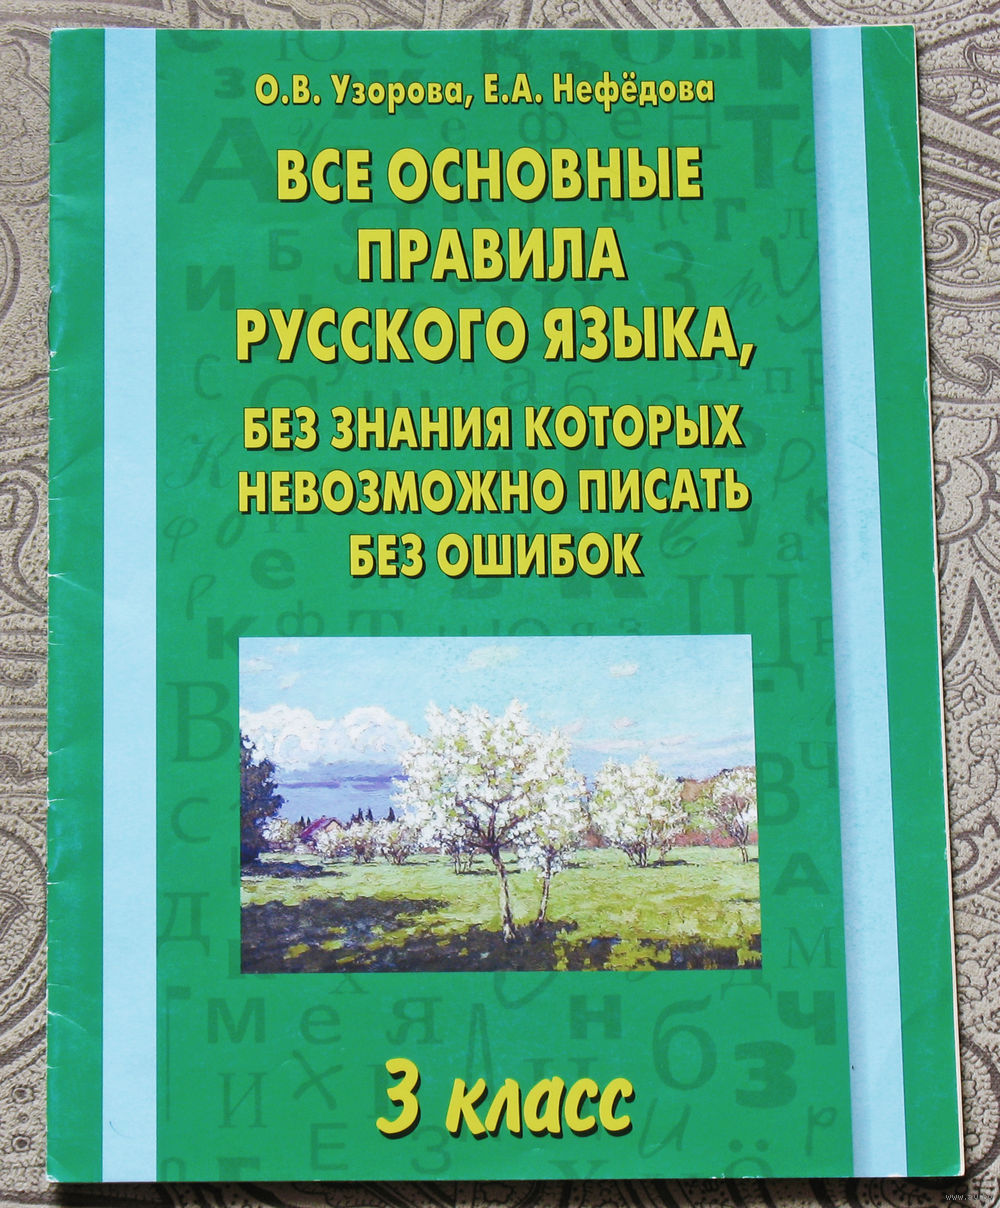 О.В. Узорова, Е.А. Нефёдова
ВСЕ ОСНОВНЫЕ
ПРАВИЛА
РУССКОГО ЯЗЫКА,
БЕЗ ЗНАНИЯ КОТОРЫХ
НЕВОЗМОЖНО ПИСАТЬ
БЕЗ ОШИБОК
3 класс